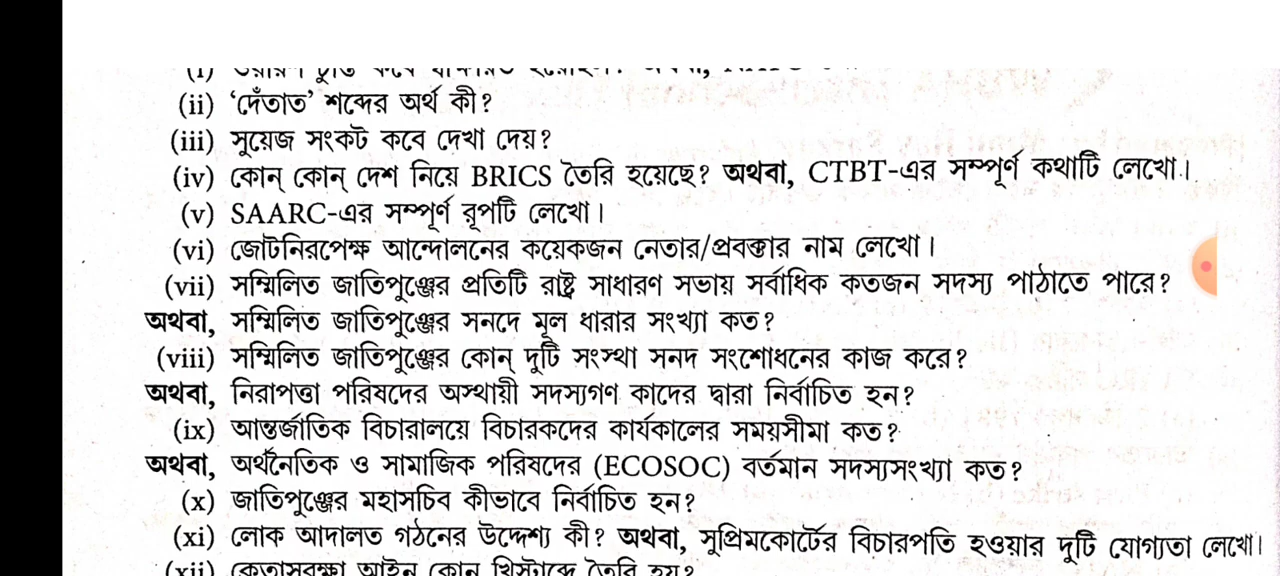 (ii) ‘দেঁতাত’ শব্দের অর্থ কী?
(iii) সুয়েজ সংকট কবে দেখা দেয়?
(iv) কোন্ কোন্ দেশ নিয়ে BRICS তৈরি হয়েছে? অথবা, CTBT-এর সম্পূর্ণ কথাটি লেখো।
(v) SAARC-এর সম্পূর্ণ রূপটি লেখো।
(vi) জোটনিরপেক্ষ আন্দোলনের কয়েকজন নেতার/প্রবক্তার নাম লেখো।
(vii) সম্মিলিত জাতিপুঞ্জের প্রতিটি রাষ্ট্র সাধারণ সভায় সর্বাধিক কতজন সদস্য পাঠাতে পারে?
অথবা, সম্মিলিত জাতিপুঞ্জের সনদে মূল ধারার সংখ্যা কত?
(viii) সম্মিলিত জাতিপুঞ্জের কোন্ দুটি সংস্থা সনদ সংশোধনের কাজ করে?
অথবা, নিরাপত্তা পরিষদের অস্থায়ী সদস্যগণ কাদের দ্বারা নির্বাচিত হন?
(ix) আন্তর্জাতিক বিচারালয়ে বিচারকদের কার্যকালের সময়সীমা কত?
অথবা, অর্থনৈতিক ও সামাজিক পরিষদের (ECOSOC) বর্তমান সদস্যসংখ্যা কত?
(x) জাতিপুঞ্জের মহাসচিব কীভাবে নির্বাচিত হন?
(xi) লোক আদালত গঠনের উদ্দেশ্য কী? অথবা, সুপ্রিমকোর্টের বিচারপতি হওয়ার দুটি যোগ্যতা লেখো।
(xii) ক্রেতাসুরক্ষা আইন কোন খ্রিস্টাব্দে তৈরি হয়?